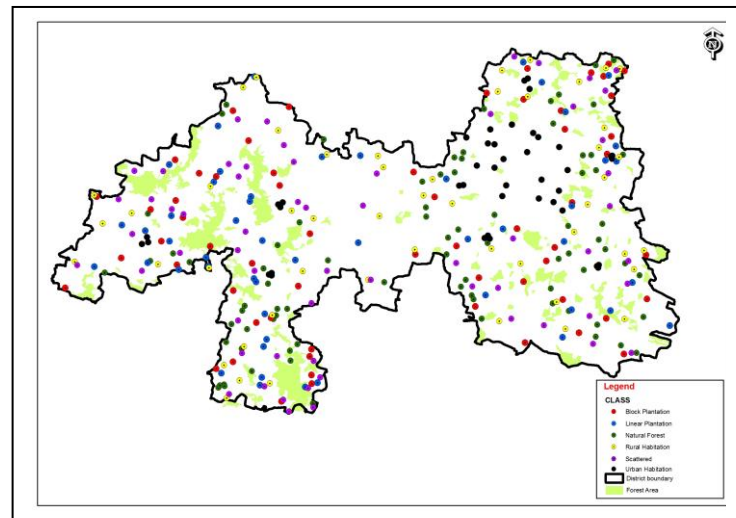 N
Legend
CLASS
Block Plantation
Linear Plantation
Natural Forest
Rural Habitation
Scattered
Urban Habitation
District boundary
Forest Area